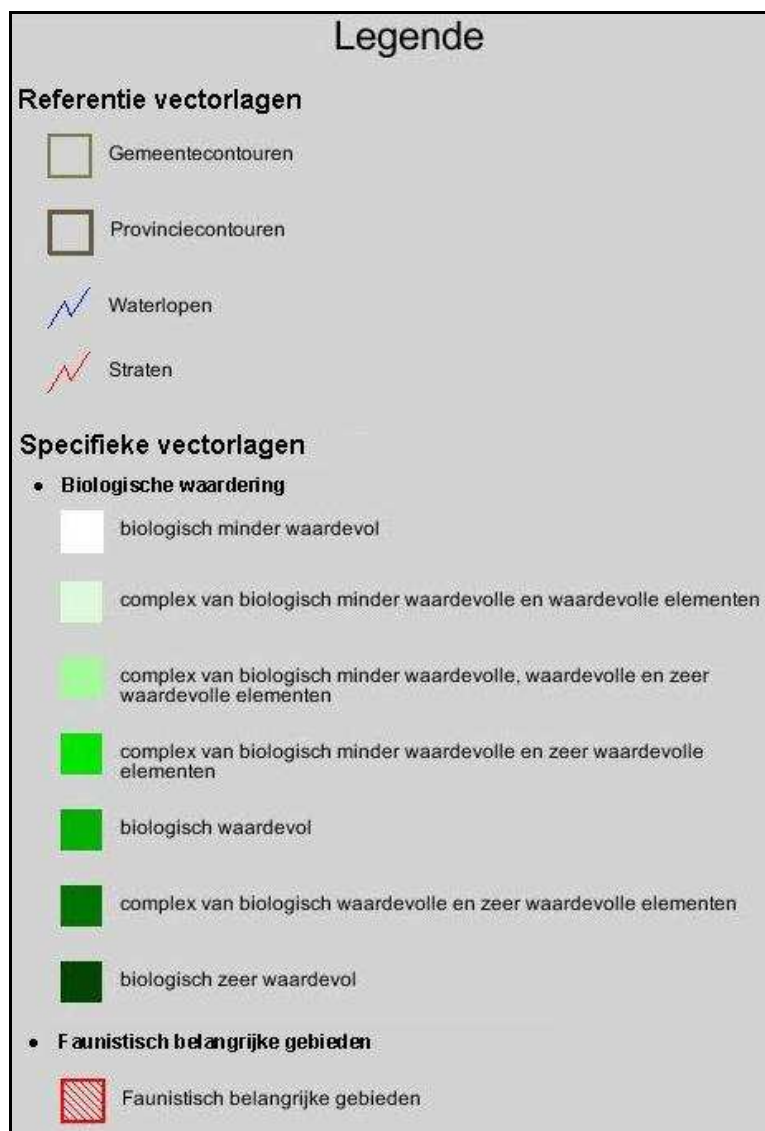 Legende
Referentie vectorlagen
Gemeentecontouren
Provinciecontouren
Waterlopen
Straten
Specifieke vectorlagen
• Biologische waardering
biologisch minder waardevol
complex van biologisch minder waardevolle en waardevolle elementen
complex van biologisch minder waardevolle, waardevolle en zeer
waardevolle elementen
complex van biologisch minder waardevolle en zeer waardevolle
elementen
biologisch waardevol
complex van biologisch waardevolle en zeer waardevolle elementen
biologisch zeer waardevol
• Faunistisch belangrijke gebieden
Faunistisch belangrijke gebieden